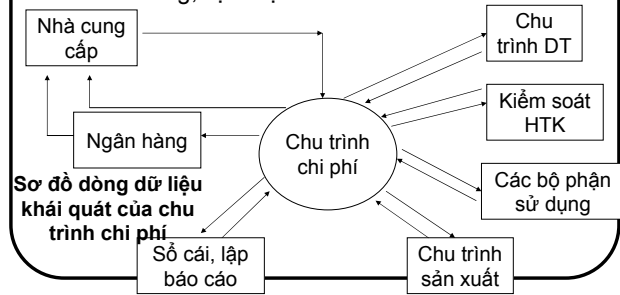 Nhà cung
cấp
Chu
trình DT
Kiểm soát
HTK
Ngân hàng
Chu trình
chi phí
Các bộ phận
sử dụng
Sơ đồ dòng dữ liệu
khái quát của chu
trình chi phí
Sổ cái, lập
báo cáo
Chu trình
sản xuất